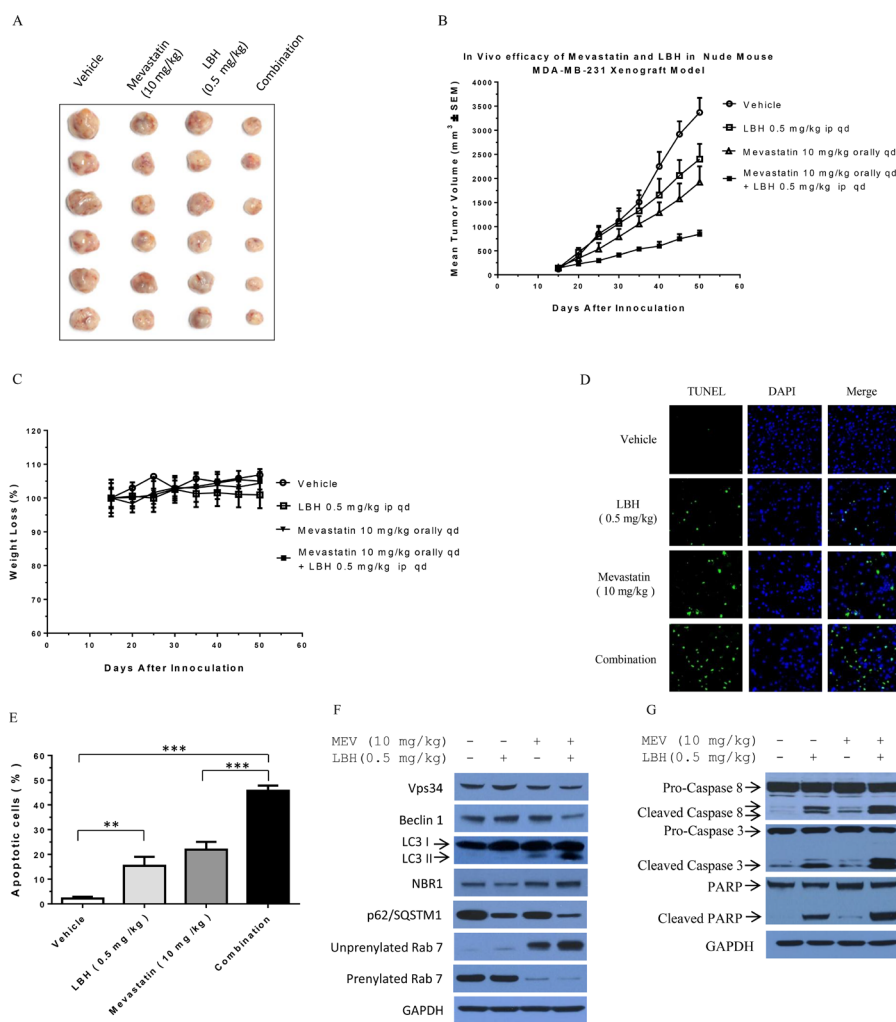 A
Vehicle
Mevastatin
(10 mg/kg)
LBH
(0.5 mg/kg)
Combination
B
In Vivo efficacy of Mevastatin and LBH in Nude Mouse
MDA-MB-231 Xenograft Model
Mean Tumor Volume (mm³ ± SEM)
4000
3500
3000
2500
2000
1500
1000
500
0
0
10
20
30
40
50
60
Days After Innoculation
Vehicle
LBH 0.5 mg/kg ip qd
Mevastatin 10 mg/kg orally qd
Mevastatin 10 mg/kg orally qd
+ LBH 0.5 mg/kg ip qd
C
Weight Loss (%)
120
110
100
90
80
70
60
0
10
20
30
40
50
60
Days After Innoculation
Vehicle
LBH 0.5 mg/kg ip qd
Mevastatin 10 mg/kg orally qd
Mevastatin 10 mg/kg orally qd
+ LBH 0.5 mg/kg ip qd
D
TUNEL DAPI Merge
Vehicle
LBH
( 0.5 mg/kg)
Mevastatin
( 10 mg/kg )
Combination
E
Apoptotic cells ( % )
60
50
40
30
20
10
0
**
***
***
Vehicle
LBH ( 0.5 mg /kg )
Mevastatin ( 10 mg /kg )
Combination
F
MEV (10 mg/kg) - - + +
LBH(0.5 mg/kg) - + - +
Vps34
Beclin 1
LC3 I
LC3 II
NBR1
p62/SQSTM1
Unprenylated Rab 7
Prenylated Rab 7
GAPDH
G
MEV (10 mg/kg) - - + +
LBH(0.5 mg/kg) - + - +
Pro-Caspase 8
Cleaved Caspase 8
Pro-Caspase 3
Cleaved Caspase 3
PARP
Cleaved PARP
GAPDH